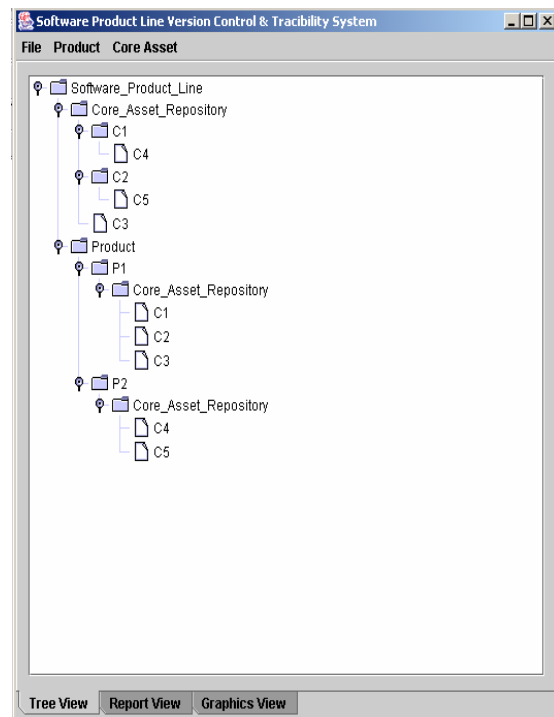 Software Product Line Version Control & Tracibility System
File Product Core Asset
Software_Product_Line
Core_Asset_Repository
C1
C4
C2
C5
C3
Product
P1
Core_Asset_Repository
C1
C2
C3
P2
Core_Asset_Repository
C4
C5
Tree View Report View Graphics View